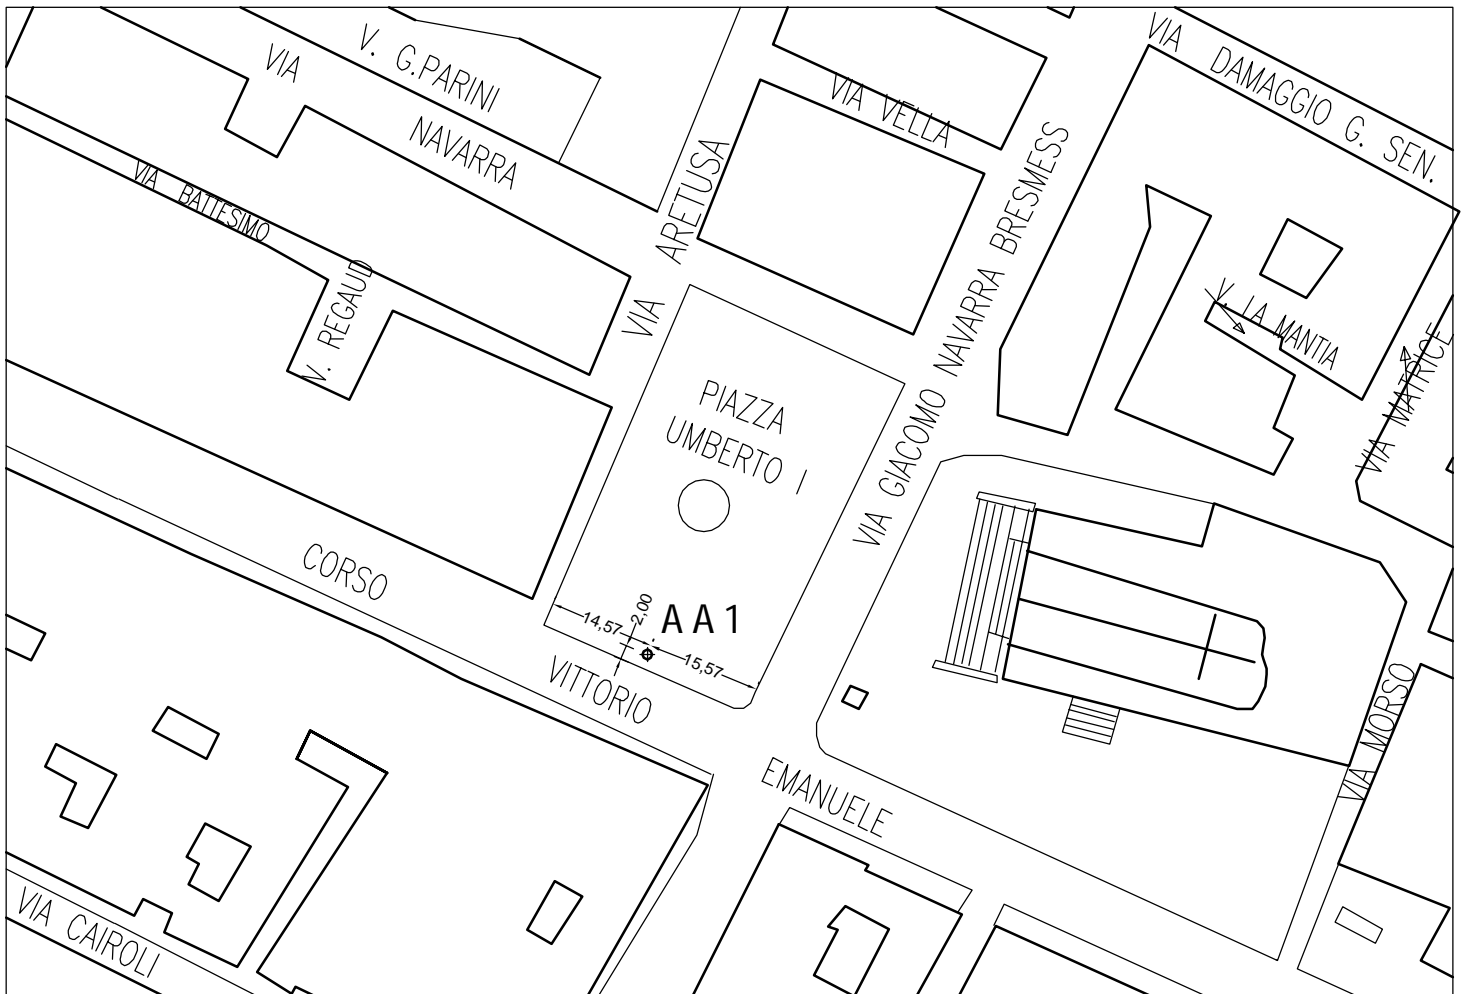 VIA
V. G.PARINI
NAVARRA
VIA VELLA
VIA DAMAGGIO G. SEN.
VIA BATTESIMO
V. REGAUD
VIA ARETUSA
VIA GIACOMO NAVARRA BRESMESS
V. LA MANTIA
VIA MATRICE
PIAZZA
UMBERTO I
CORSO
VITTORIO
EMANUELE
14,57
2,00
AA1
15,57
VIA MORSO
VIA CAIROLI